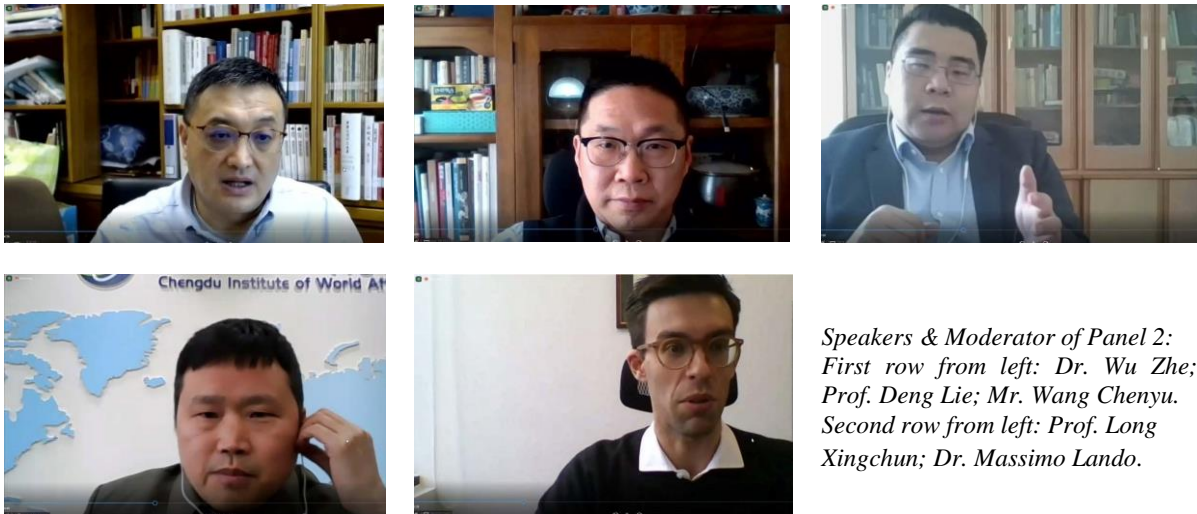 Chengdu Institute of World Af
Speakers & Moderator of Panel 2:
First row from left: Dr. Wu Zhe;
Prof. Deng Lie; Mr. Wang Chenyu.
Second row from left: Prof. Long
Xingchun; Dr. Massimo Lando.